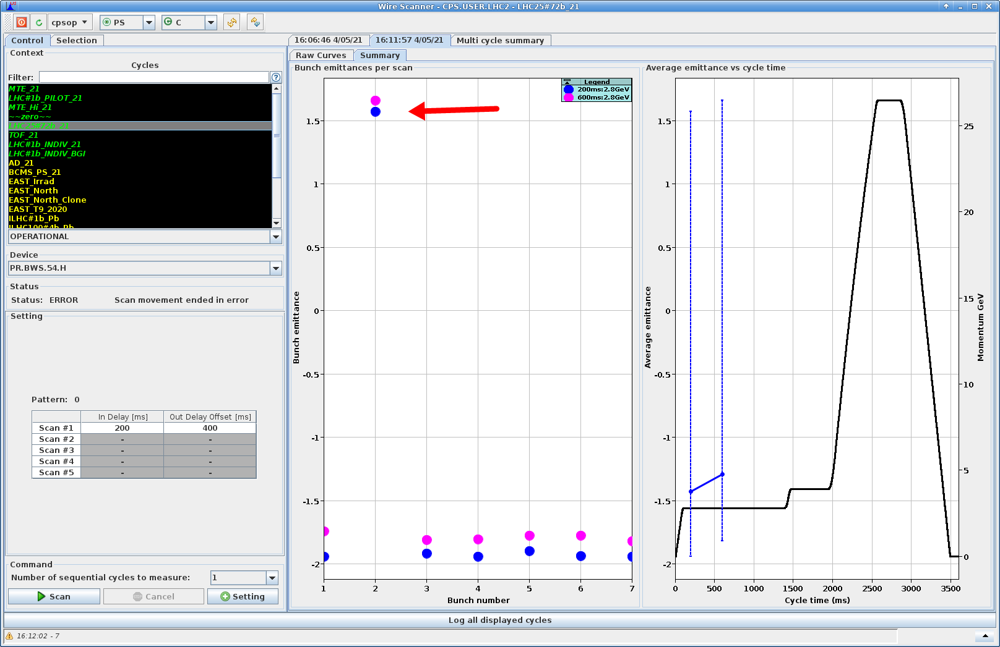 Wire Scanner - CPS.USER.LHC2 - LHC25#72b_21
cpsop
PS
C
Control
Selection
16:06:46 4/05/21
16:11:57 4/05/21
Multi cycle summary
Context
Cycles
Filter:
MTE_21
LHC#1b_PILOT_21
MTE_Hi_21
~~zero~~
LHC25#72b_21
TOF_21
LHC#1b_INDIV_21
LHC#1b_INDIV_BGI
AD_21
BCMS_PS_21
EAST_Irrad
EAST_North
EAST_North_Clone
EAST_T9_2020
ILHC#1b_Pb
ILHC100#4b_Pb
OPERATIONAL
Device
PR.BWS.54.H
Status
Status: ERROR Scan movement ended in error
Setting
Pattern: 0
In Delay [ms] Out Delay Offset [ms]
Scan #1 200 400
Scan #2 - -
Scan #3 - -
Scan #4 - -
Scan #5 - -
Command
Number of sequential cycles to measure: 1
Scan
Cancel
Setting
Raw Curves
Summary
Bunch emittances per scan
Legend
200ms:2.8GeV
600ms:2.8GeV
Bunch emittance
1.5
1
0.5
0
-0.5
-1
-1.5
-2
1 2 3 4 5 6 7
Bunch number
Average emittance vs cycle time
Average emittance
1.5
1
0.5
0
-0.5
-1
-1.5
-2
25
20
15
10
5
0
Momentum GeV
0 500 1000 1500 2000 2500 3000 3500
Cycle time (ms)
Log all displayed cycles
16:12:02 - 7